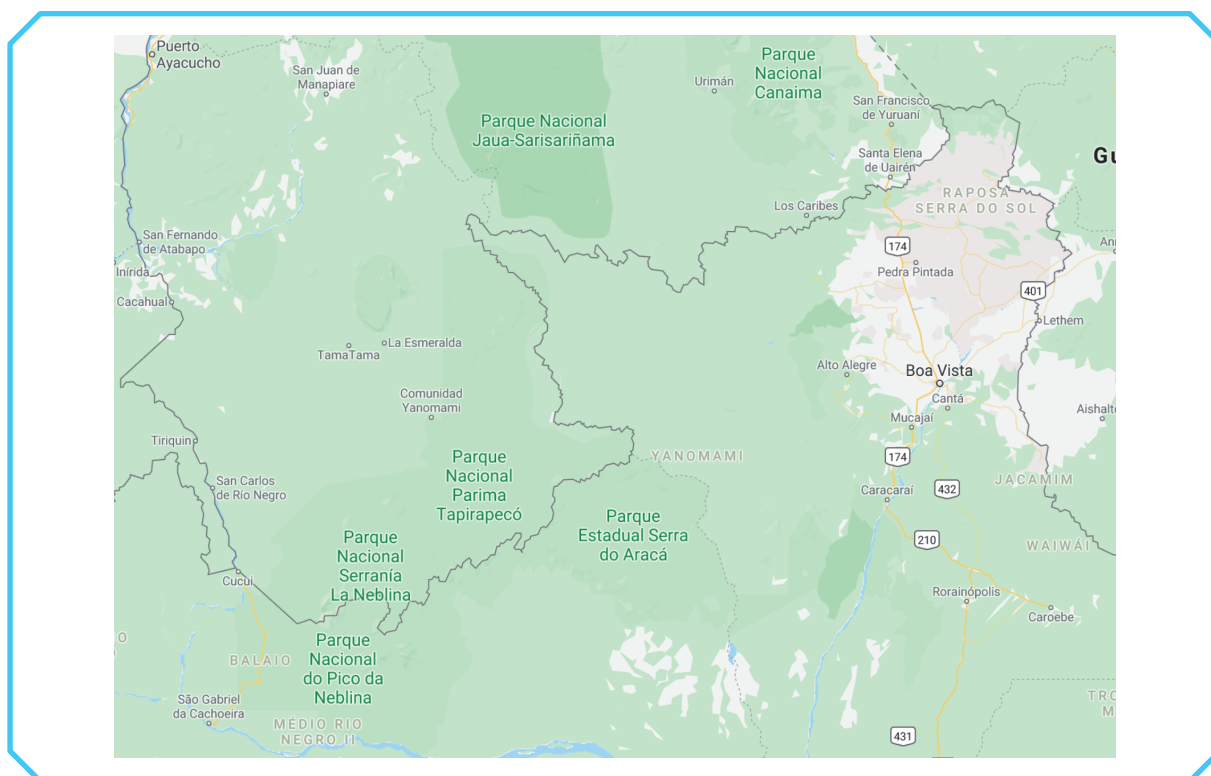 Puerto
Ayacucho
San Juan de
Manapiare
Parque Nacional
Jaua-Sarisariñama
Urimán
Parque
Nacional
Canaima
San Francisco
de Yuruaní
Santa Elena
de Uairén
Gu
RAPOSA
SERRA DO SOL
Los Caribes
San Fernando
de Atabapo
174
Ann
Inírida
Pedra Pintada
Cacahual
401
Lethem
TamaTama
La Esmeralda
Alto Alegre
Boa Vista
Comunidad
Yanomami
Cantá
Mucajaí
Aishalto
Tiriquin
YANOMAMI
174
Parque
Nacional
Parima
Tapirapecó
San Carlos
de Río Negro
Caracaraí
432
JACAMIM
Parque
Estadual Serra
do Aracá
210
WAIWÁI
Parque
Nacional
Serranía
La Neblina
Cucui
Rorainópolis
Caroebe
O
BALAIO
Parque
Nacional
do Pico da
Neblina
São Gabriel
da Cachoeira
TRO
M
MÉDIO RIO
NEGRO II
431